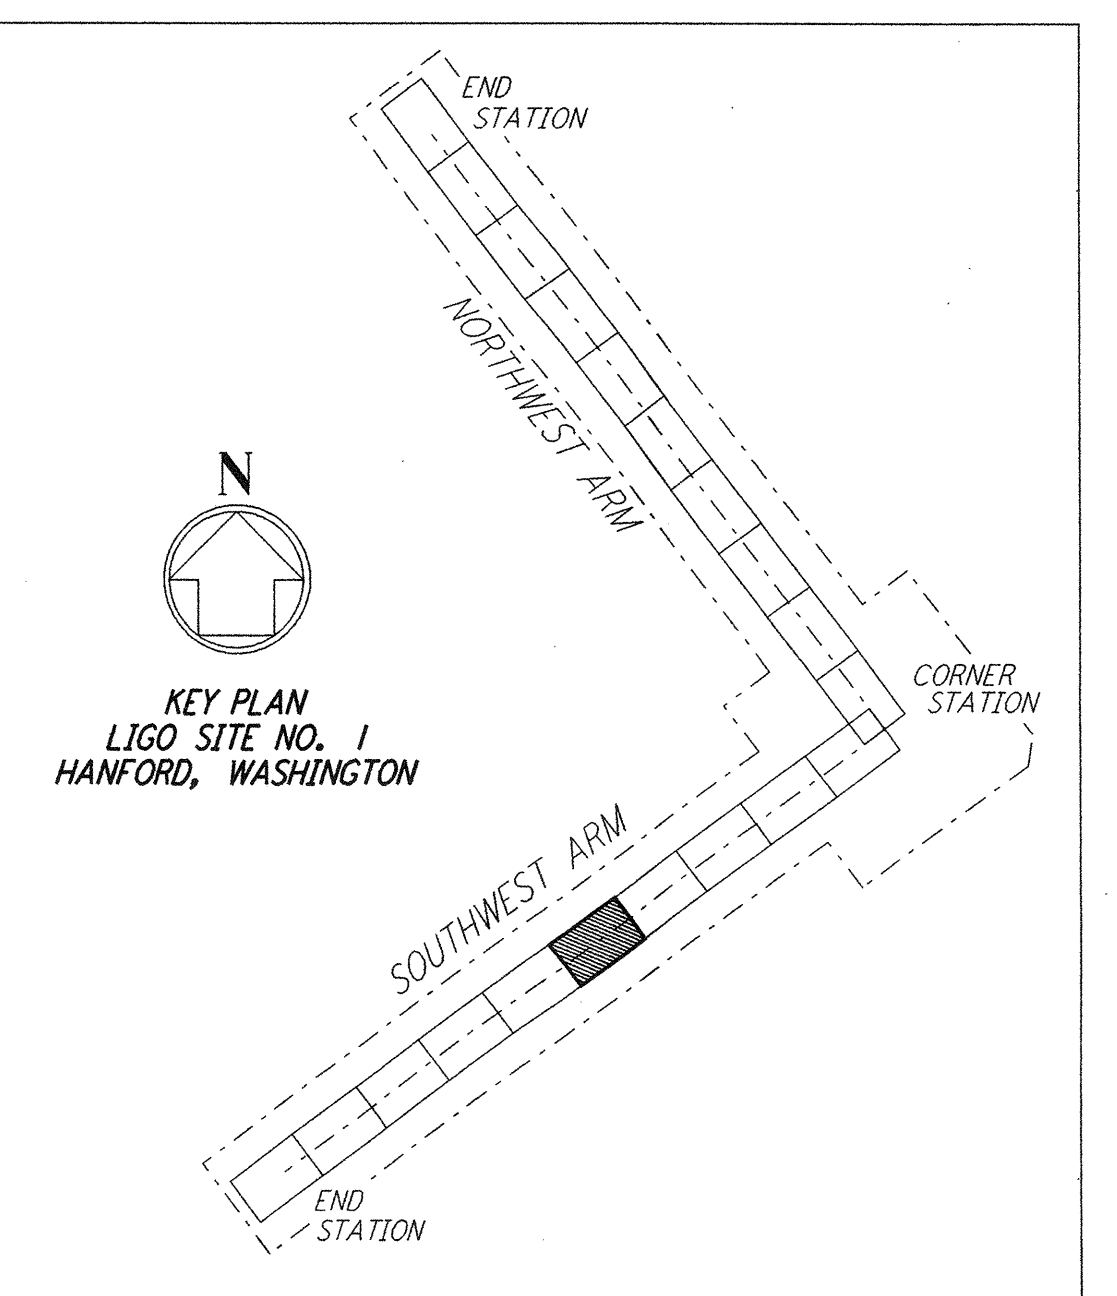 END
STATION
NORTHWEST ARM
N
KEY PLAN
LIGO SITE NO. 1
HANFORD, WASHINGTON
CORNER
STATION
SOUTHWEST ARM
END
STATION